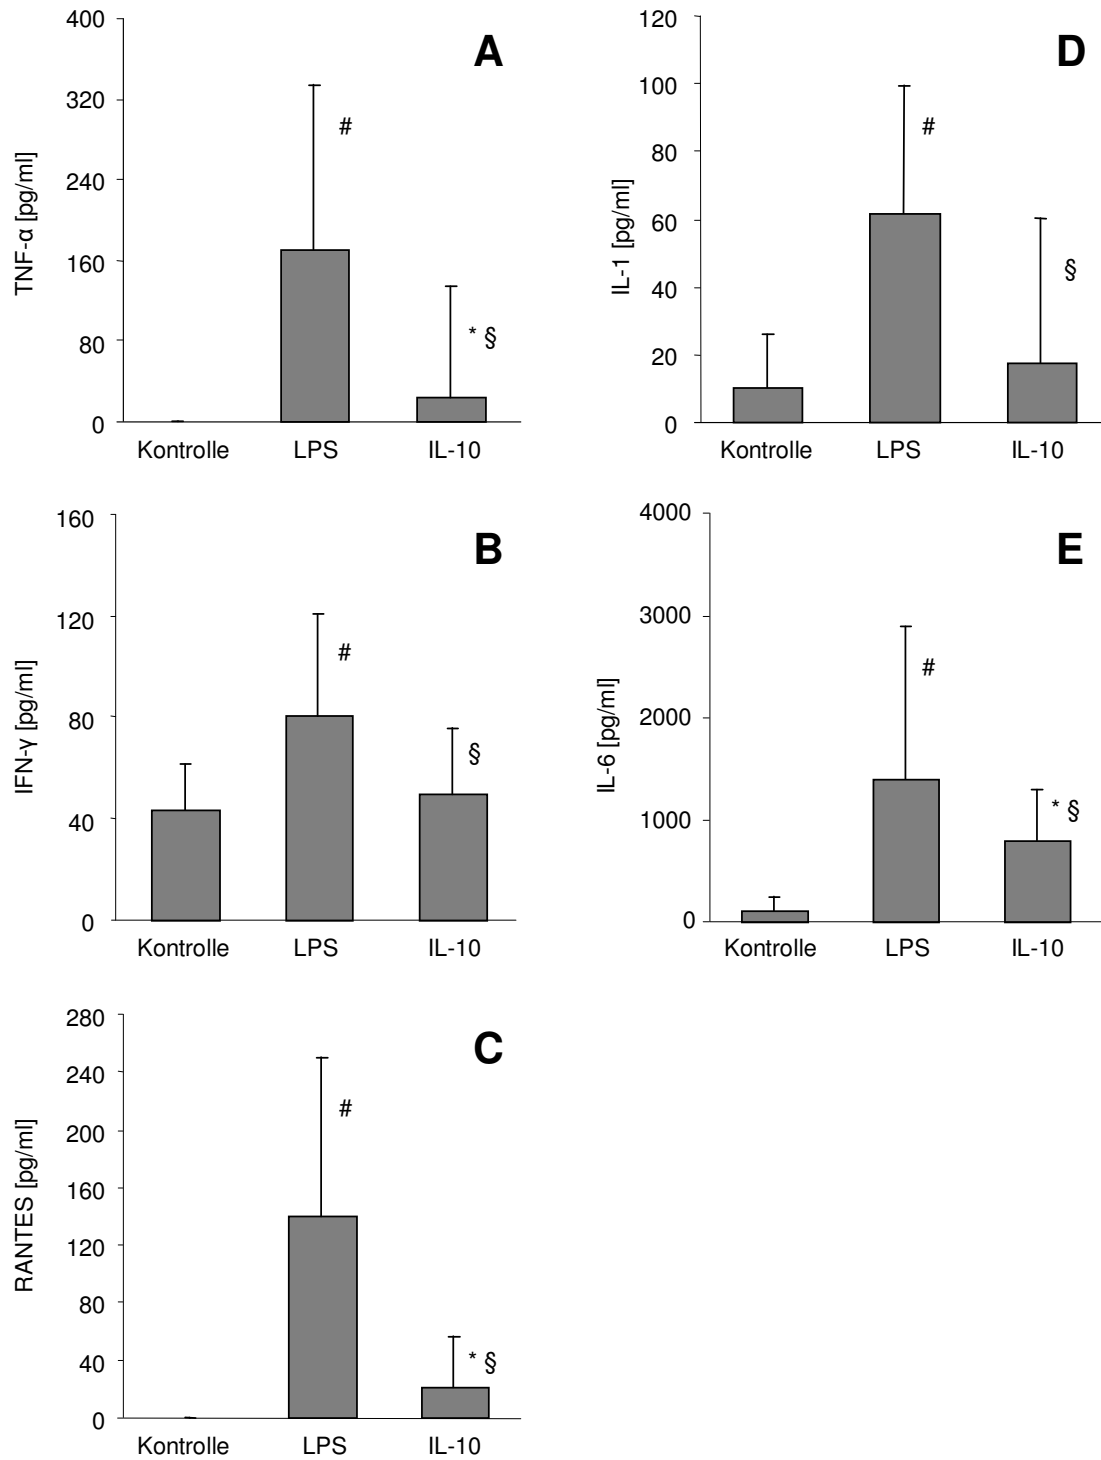 A
TNF-α [pg/ml]
400
320
240
160
80
0
#
* §
Kontrolle LPS IL-10
D
IL-1 [pg/ml]
120
100
80
60
40
20
0
#
§
Kontrolle LPS IL-10
B
IFN-γ [pg/ml]
160
120
80
40
0
#
§
Kontrolle LPS IL-10
E
IL-6 [pg/ml]
4000
3000
2000
1000
0
#
* §
Kontrolle LPS IL-10
C
RANTES [pg/ml]
280
240
200
160
120
80
40
0
#
* §
Kontrolle LPS IL-10